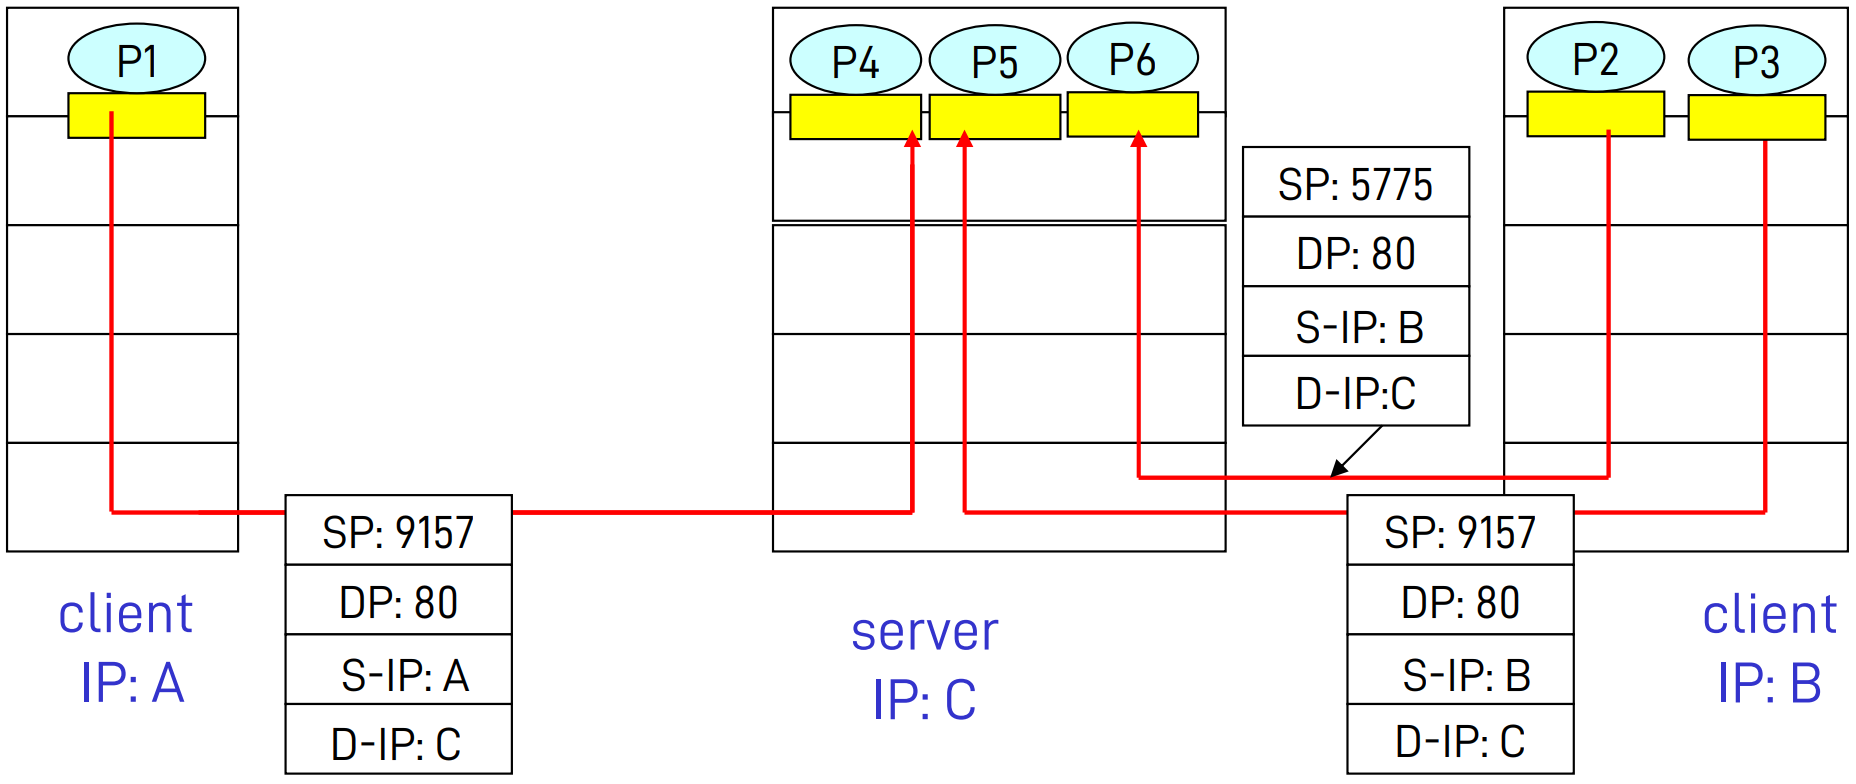 P1
P4
P5
P6
P2
P3
SP: 5775
DP: 80
S-IP: B
D-IP:C
SP: 9157
DP: 80
S-IP: A
D-IP: C
SP: 9157
DP: 80
S-IP: B
D-IP: C
client
IP: A
server
IP: C
client
IP: B